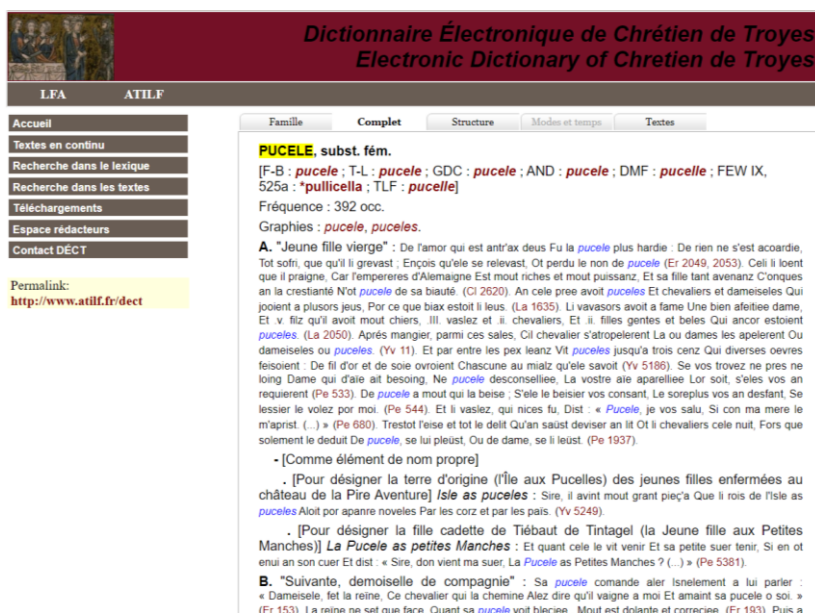 Dictionnaire Électronique de Chrétien de Troyes
Electronic Dictionary of Chretien de Troyes
LFA ATILF
Accueil
Textes en continu
Recherche dans le lexique
Recherche dans les textes
Téléchargements
Espace rédacteurs
Contact DÉCT
Permalink:
http://www.atilf.fr/dect
Famille Complet Structure Modes et temps Textes
PUCELE, subst. fém.
[F-B : pucele ; T-L : pucele ; GDC : pucele ; AND : pucele ; DMF : pucelle ; FEW IX,
525a : *pullicella ; TLF : pucelle]
Fréquence : 392 occ.
Graphies : pucele, puceles.
A. "Jeune fille vierge" : De l'amor qui est antr'ax deus Fu la pucele plus hardie : De rien ne s'est acoardie,
Tot sofri, que qu'il li grevast ; Ençois qu'ele se relevast, Ot perdu le non de pucele (Er 2049, 2053). Celi li loent
que il praigne, Car l'empereres d'Alemaigne Est mout riches et mout puissanz, Et sa fille tant avenanz C'onques
an la crestianté N'ot pucele de sa biauté. (Cl 2620). An cele pree avoit puceles Et chevaliers et dameiseles Qui
jooient a plusors jeus, Por ce que biax estoit li leus. (La 1635). Li vavasors avoit a fame Une bien afeitiee dame,
Et .v. filz qu'il avoit mout chiers, .III. vaslez et .ii. chevaliers, Et .ii. filles gentes et beles Qui ancor estoient
puceles. (La 2050). Aprés mangier, parmi ces sales, Cil chevalier s'atropelerent La ou dames les apelerent Ou
dameiseles ou puceles. (Yv 11). Et par entre les pex leanz Vit puceles jusqu'a trois cenz Qui diverses oevres
feisoient : De fil d'or et de soie ovroient Chascune au mialz qu'ele savoit (Yv 5186). Se vos trovez ne pres ne
loing Dame qui d'aïe ait besoing, Ne pucele desconselliee, La vostre aïe aparelliee Lor soit, s'eles vos an
requierent (Pe 533). De pucele a mout qui la beise ; S'ele le beisier vos consant, Le soreplus vos an desfant, Se
lessier le volez por moi. (Pe 544). Et li vaslez, qui nices fu, Dist : « Pucele, je vos salu, Si con ma mere le
m'aprist. (...) » (Pe 680). Trestot l'eise et tot le delit Qu'an saüst deviser an lit Ot li chevaliers cele nuit, Fors que
solement le deduit De pucele, se lui pleüst, Ou de dame, se li leüst. (Pe 1937).
- [Comme élément de nom propre]
. [Pour désigner la terre d'origine (l'Île aux Pucelles) des jeunes filles enfermées au
château de la Pire Aventure] Isle as puceles : Sire, il avint mout grant pieç'a Que li rois de l'Isle as
puceles Aloit por apanre noveles Par les corz et par les païs. (Yv 5249).
. [Pour désigner la fille cadette de Tiébaut de Tintagel (la Jeune fille aux Petites
Manches)] La Pucele as petites Manches : Et quant cele le vit venir Et sa petite suer tenir, Si en ot
enui an son cuer Et dist : « Sire, don vient ma suer, La Pucele as Petites Manches ? (...) » (Pe 5381).
B. "Suivante, demoiselle de compagnie" : Sa pucele comande aler Isnelement a lui parler :
« Dameisele, fet la reïne, Ce chevalier qui la chemine Alez dire qu'il vaigne a moi Et amaint sa pucele o soi. »
(Er 153). La reïne ne set que face, Quant sa pucele voit bleciee, Mout est dolante et correciee. (Er 193). Puis a